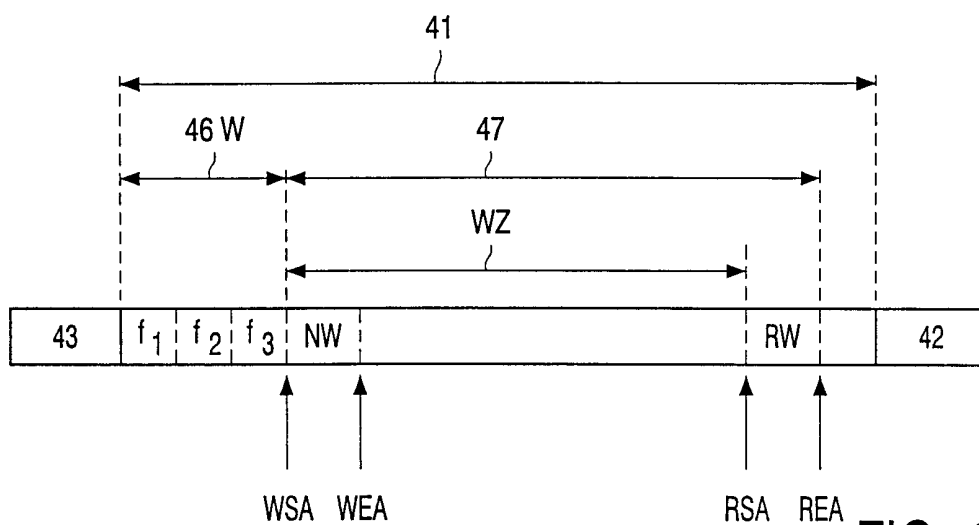 41
46 W
47
WZ
43 f1 f2 f3 NW RW 42
WSA WEA RSA REA